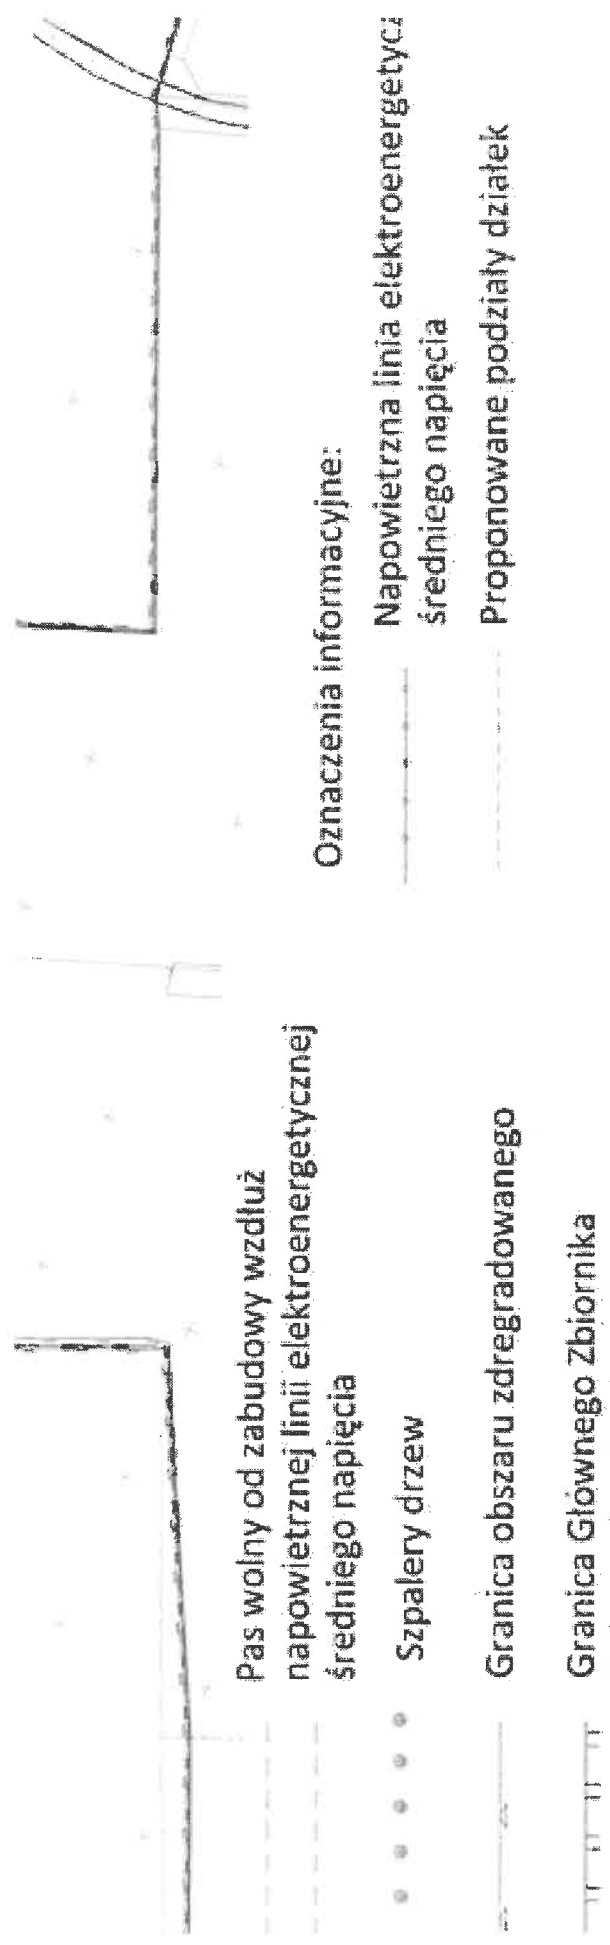 Pas wolny od zabudowy wzdłuż
napowietrznej linii elektroenergetycznej
średniego napięcia
Szpalery drzew
Granica obszaru zdregradowanego
Granica Głównego Zbiornika
Oznaczenia informacyjne:
Napowietrzna linia elektroenergetycz
średniego napięcia
Proponowane podziały działek